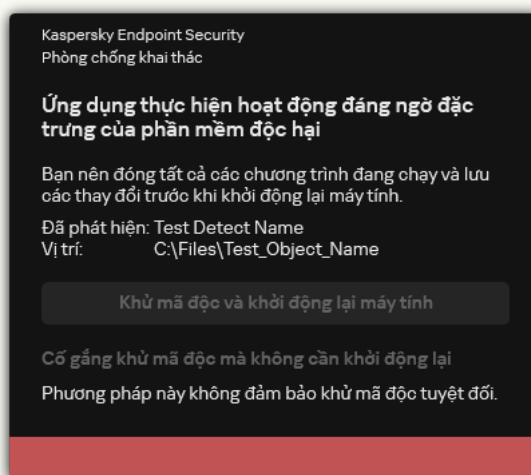 Kaspersky Endpoint Security
Phòng chống khai thác
Ứng dụng thực hiện hoạt động đáng ngờ đặc
trưng của phần mềm độc hại
Bạn nên đóng tất cả các chương trình đang chạy và lưu
các thay đổi trước khi khởi động lại máy tính.
Đã phát hiện: Test Detect Name
Vị trí: C:\Files\Test_Object_Name
Khử mã độc và khởi động lại máy tính
Cố gắng khử mã độc mà không cần khởi động lại
Phương pháp này không đảm bảo khử mã độc tuyệt đối.